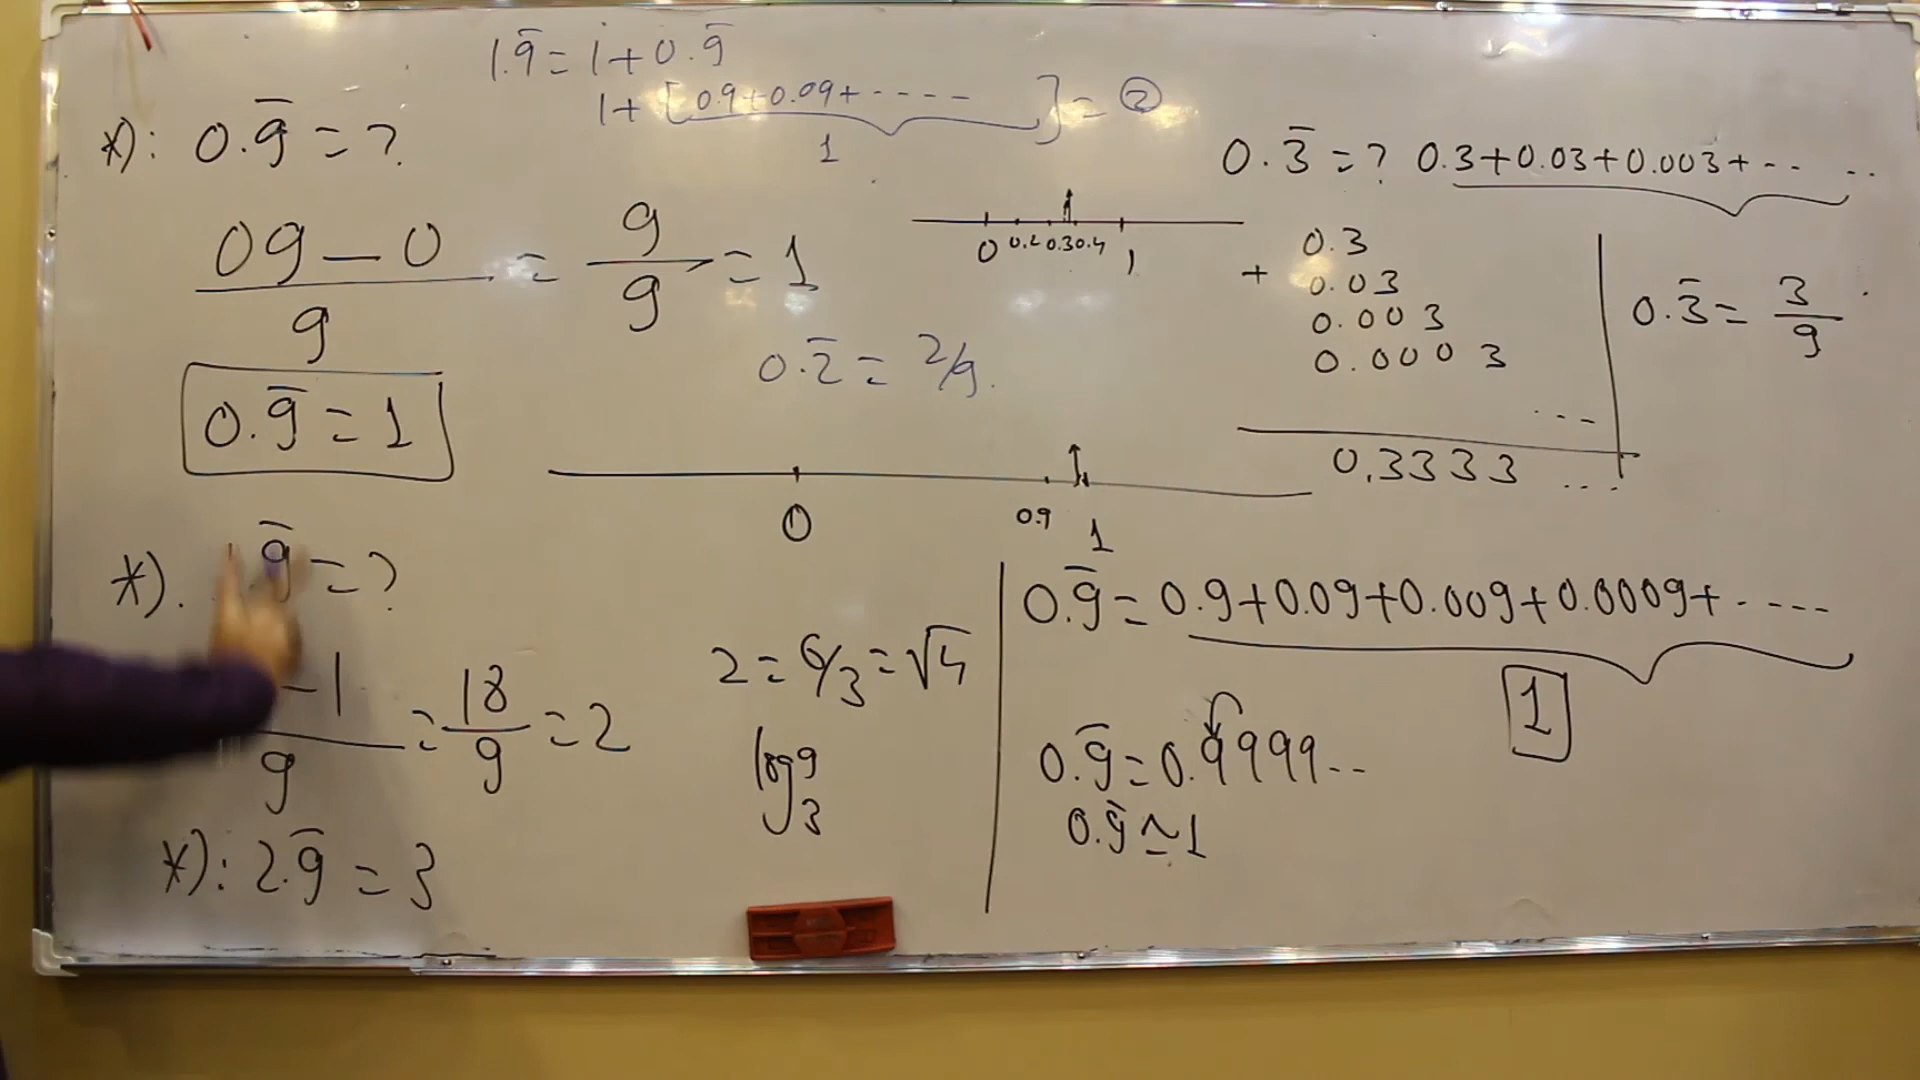 1.9̅ = 1 + 0.9̅
1 + [0.9 + 0.09 + - - - - ] = 2
1
*): 0.9̅ = ?
09 - 0 / 9 = 9/9 = 1
0.9̅ = 1
0 0.2 0.3 0.4 1
0.2̅ = 2/9.
0.3̅ = ? 0.3 + 0.03 + 0.003 + - - - -
0.3
+ 0.03
0.003
0.0003
...
0.3333 ...
0.3̅ = 3/9
0 0.9 1
*). 9̅ = ?
-1 / 9 = 18/9 = 2
*): 2.9̅ = 3
2 = 6/3 = √4
log 9 3
0.9̅ = 0.9 + 0.09 + 0.009 + 0.0009 + - - - -
1
0.9̅ = 0.9999 - -
0.9̅ ≃ 1